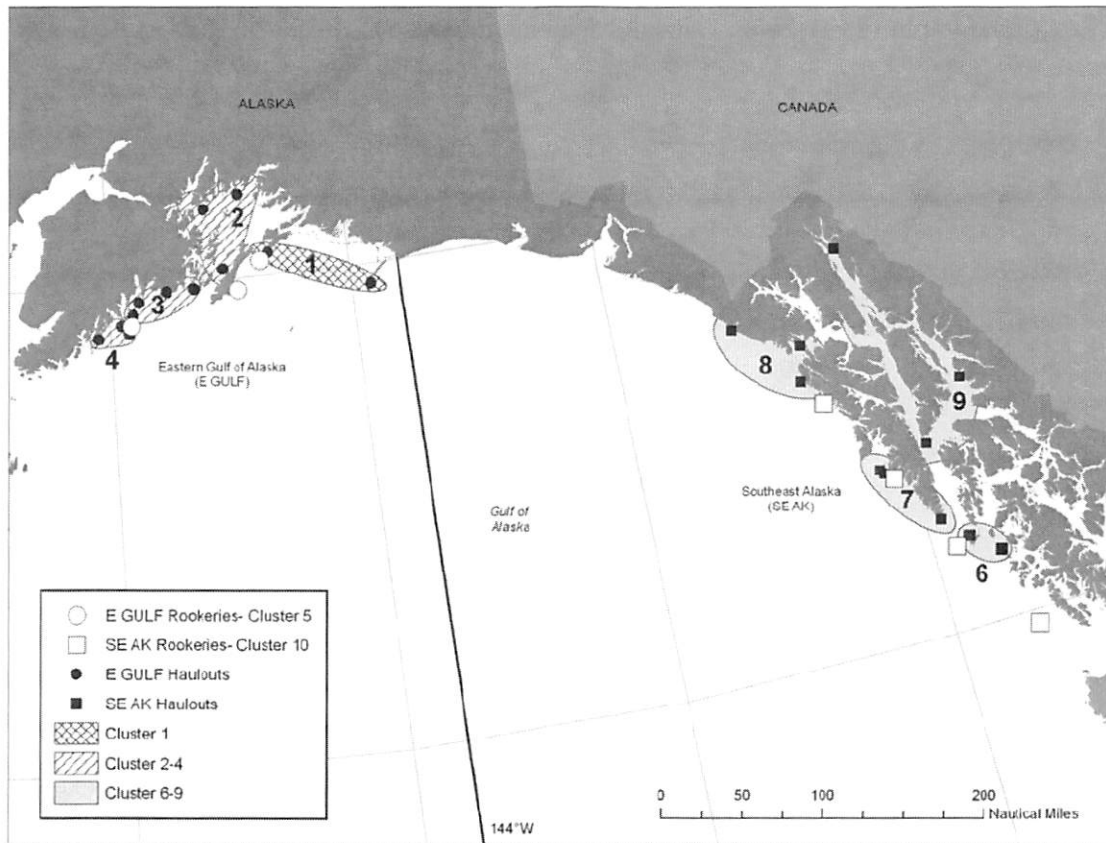 ALASKA
CANADA
2
1
3
4
Eastern Gulf of Alaska
(E GULF)
8
9
Southeast Alaska
(SE AK)
7
Gulf of
Alaska
6
E GULF Rookeries- Cluster 5
SE AK Rookeries- Cluster 10
E GULF Haulouts
SE AK Haulouts
Cluster 1
Cluster 2-4
Cluster 6-9
0 50 100 200
Nautical Miles
144°W